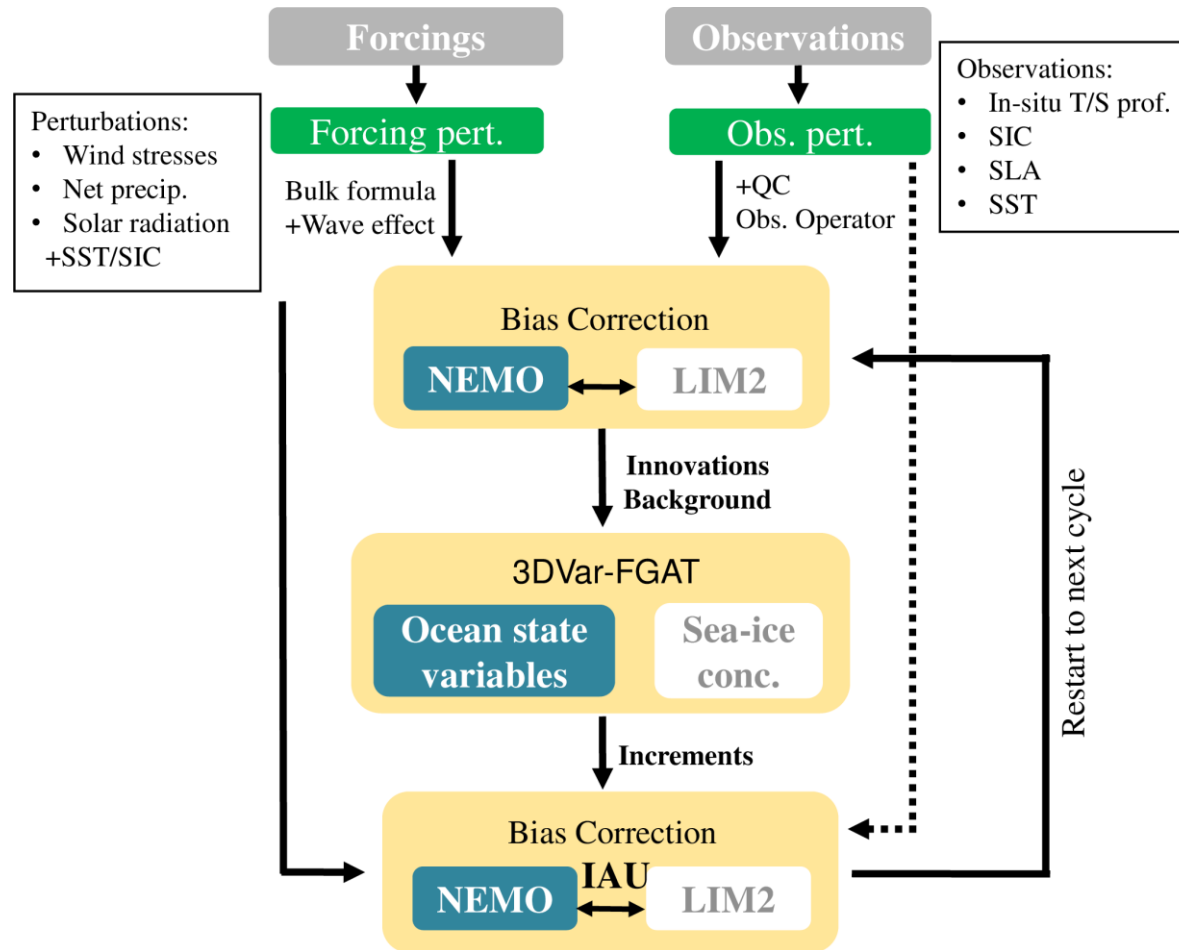 Forcings
Observations
Perturbations:
• Wind stresses
• Net precip.
• Solar radiation
+SST/SIC
Forcing pert.
Obs. pert.
Observations:
• In-situ T/S prof.
• SIC
• SLA
• SST
Bulk formula
+Wave effect
+QC
Obs. Operator
Bias Correction
NEMO
LIM2
Innovations
Background
3DVar-FGAT
Ocean state
variables
Sea-ice
conc.
Increments
Restart to next cycle
Bias Correction
IAU
NEMO
LIM2